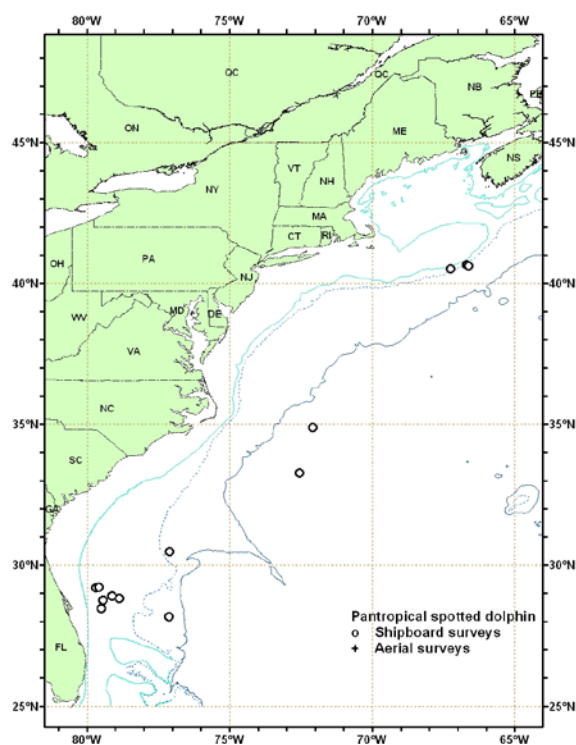 80°W 75°W 70°W 65°W
QC QC NB PE
ON ME
45°N 45°N
VT NS
NH
NY
MA
CT RI
OH PA
NJ
40°N 40°N
MD DE
WV
VA
NC
35°N 35°N
SC
GA
30°N 30°N
Pantropical spotted dolphin
Shipboard surveys
FL
Aerial surveys
25°N 25°N
80°W 75°W 70°W 65°W